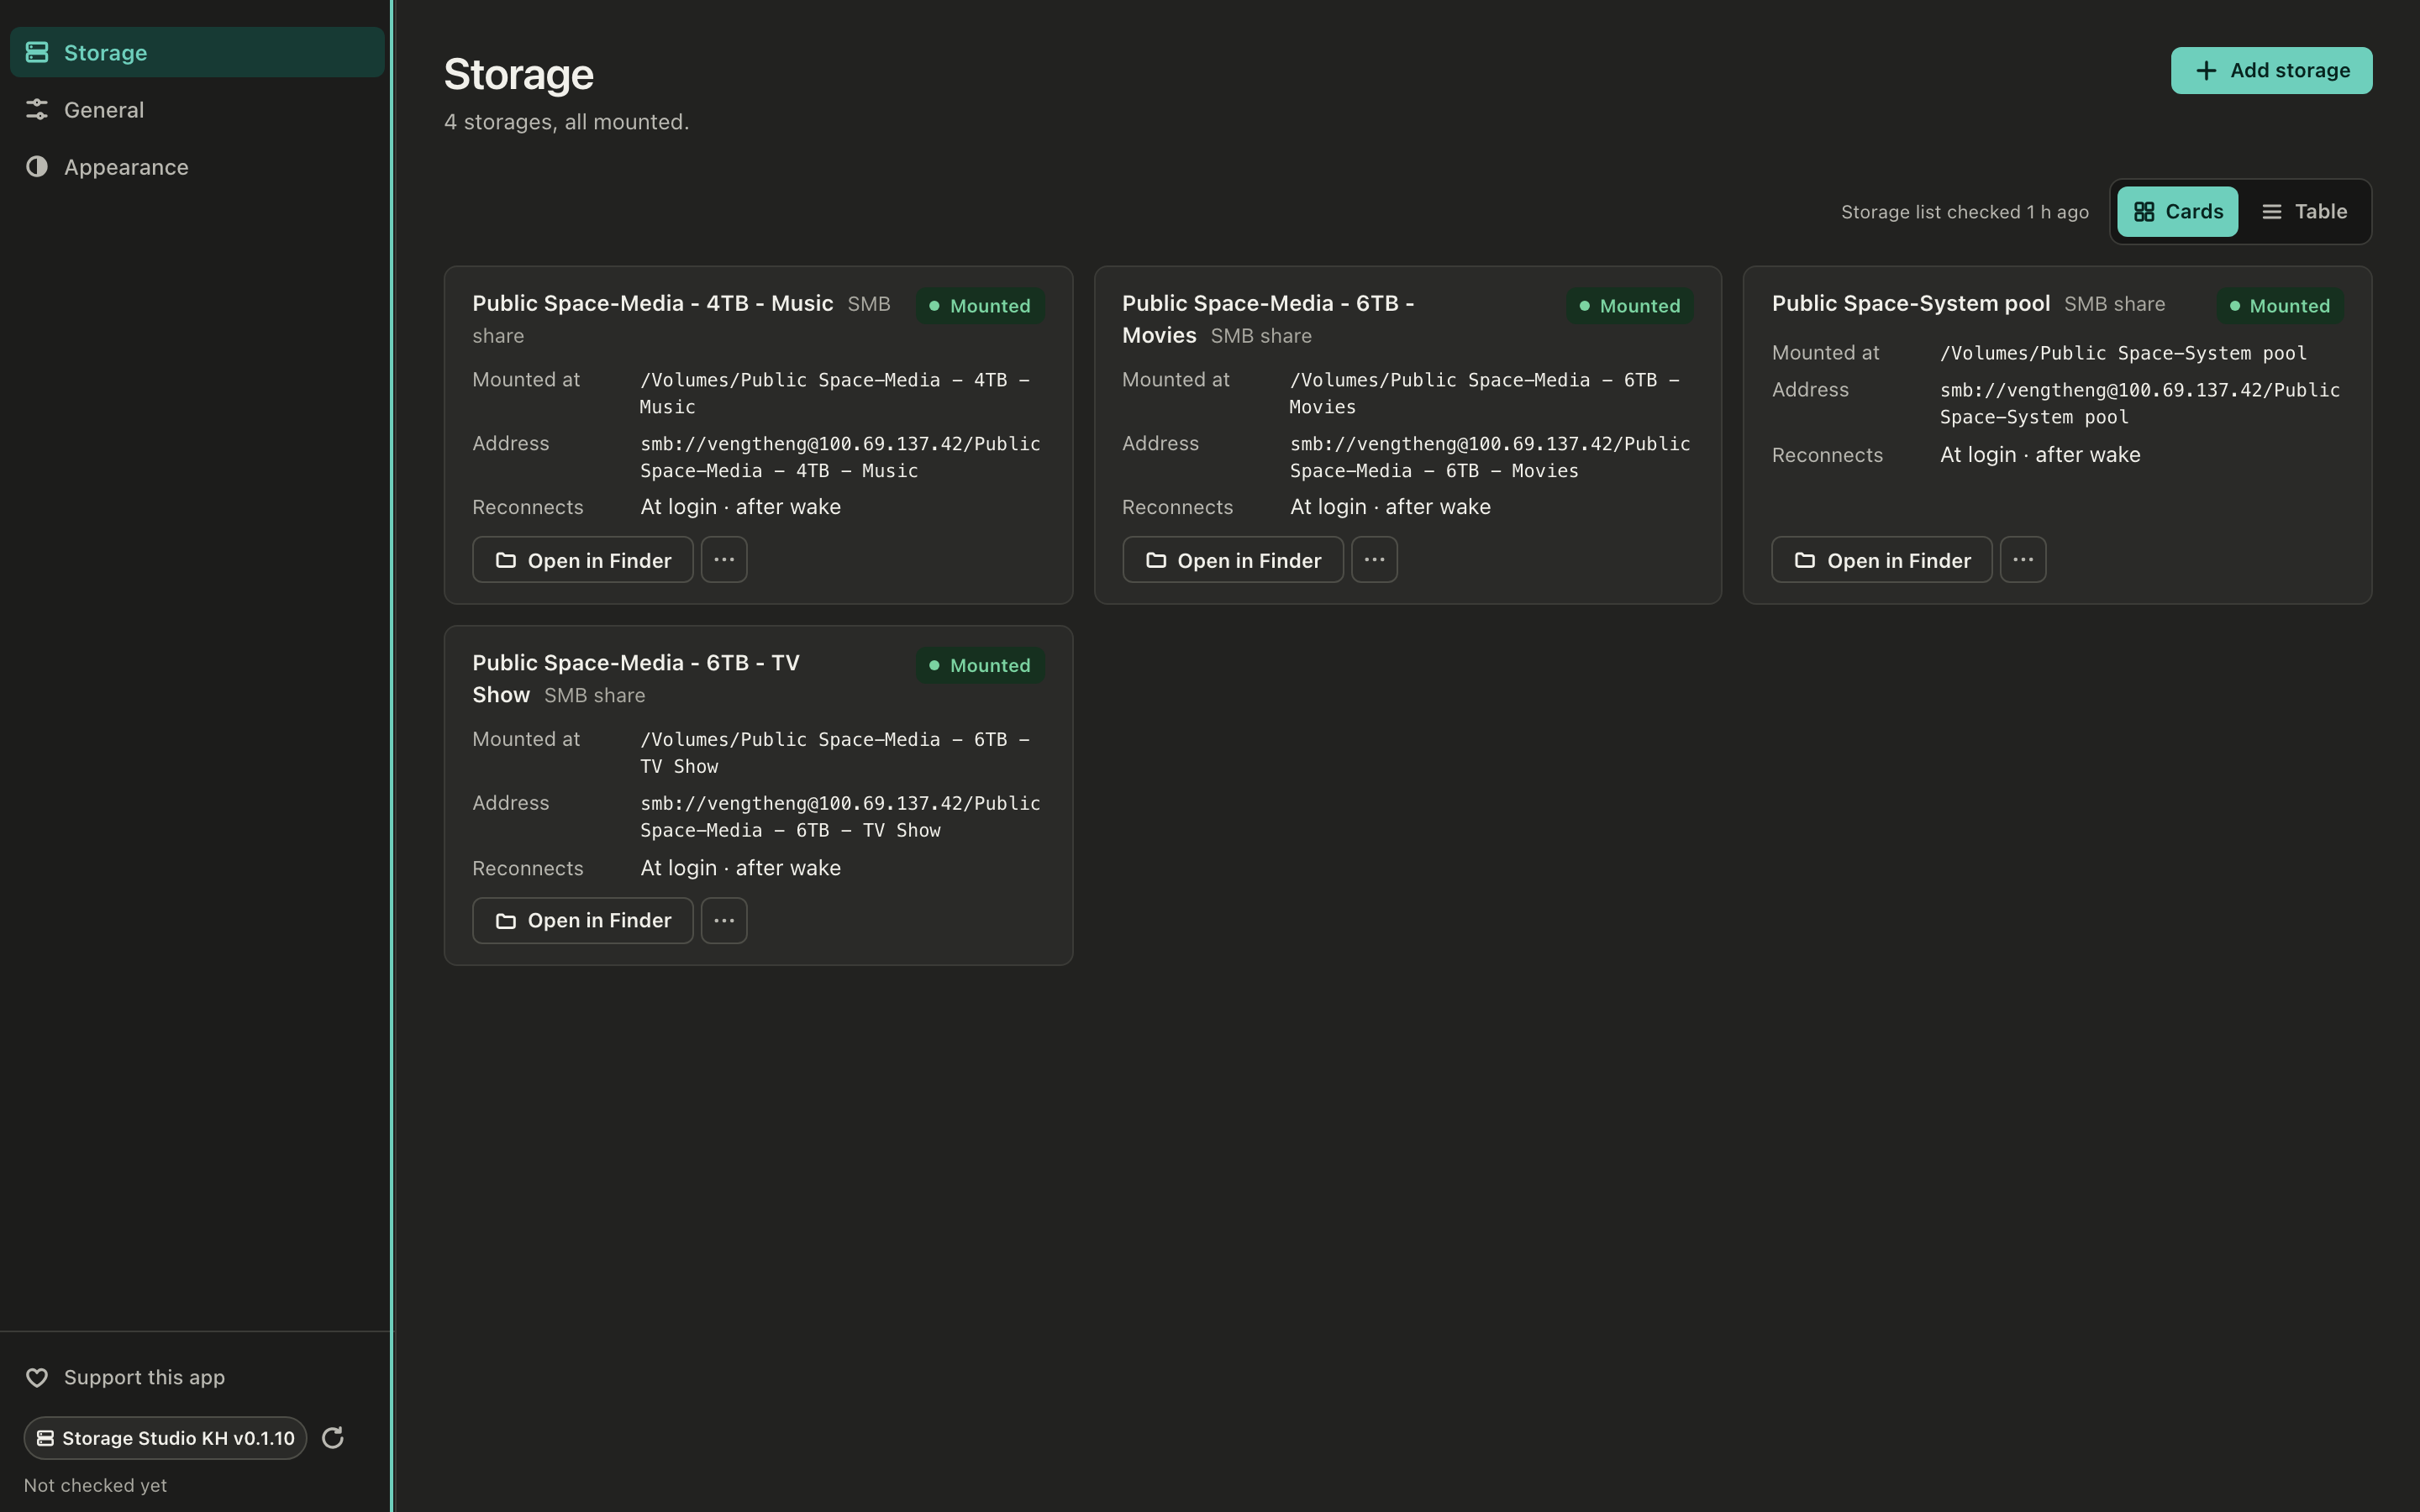 Storage
General
Appearance
Support this app
Storage Studio KH v0.1.10
Not checked yet
Storage
4 storages, all mounted.
Add storage
Storage list checked 1 h ago
Cards
Table
Public Space-Media - 4TB - Music SMB
share
Mounted
Mounted at
/Volumes/Public Space-Media - 4TB -
Music
Address
smb://vengtheng@100.69.137.42/Public
Space-Media - 4TB - Music
Reconnects
At login · after wake
Open in Finder
Public Space-Media - 6TB -
Movies SMB share
Mounted
Mounted at
/Volumes/Public Space-Media - 6TB -
Movies
Address
smb://vengtheng@100.69.137.42/Public
Space-Media - 6TB - Movies
Reconnects
At login · after wake
Open in Finder
Public Space-System pool SMB share
Mounted
Mounted at
/Volumes/Public Space-System pool
Address
smb://vengtheng@100.69.137.42/Public
Space-System pool
Reconnects
At login · after wake
Open in Finder
Public Space-Media - 6TB - TV
Show SMB share
Mounted
Mounted at
/Volumes/Public Space-Media - 6TB -
TV Show
Address
smb://vengtheng@100.69.137.42/Public
Space-Media - 6TB - TV Show
Reconnects
At login · after wake
Open in Finder